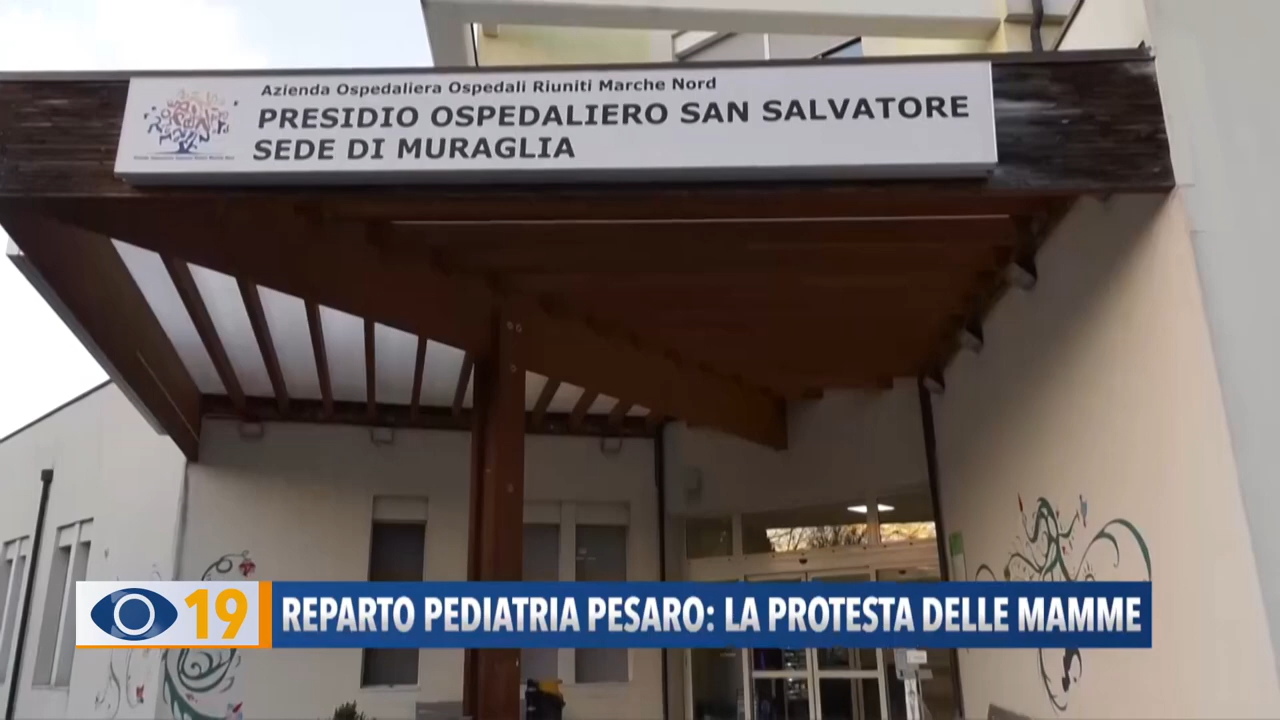 Azienda Ospedaliera Ospedali Riuniti Marche Nord
PRESIDIO OSPEDALIERO SAN SALVATORE
SEDE DI MURAGLIA
19 REPARTO PEDIATRIA PESARO: LA PROTESTA DELLE MAMME